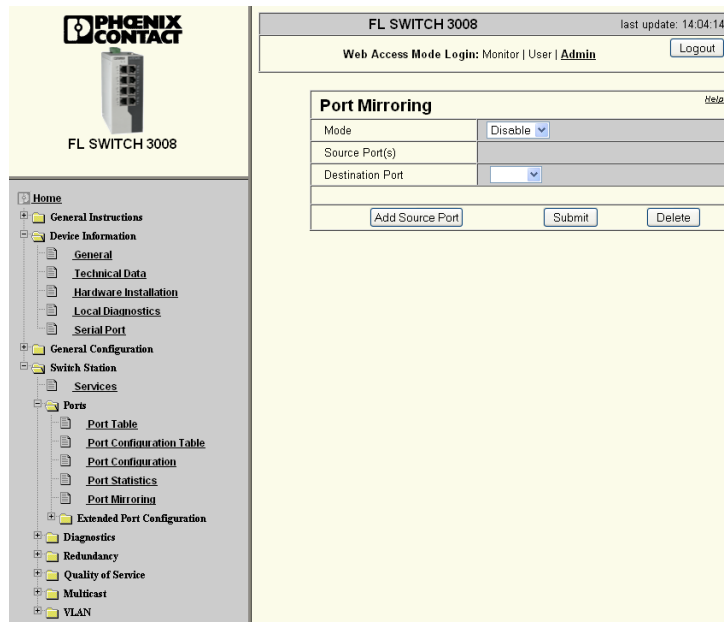 PHŒNIX
CONTACT
FL SWITCH 3008
Home
General Instructions
Device Information
General
Technical Data
Hardware Installation
Local Diagnostics
Serial Port
General Configuration
Switch Station
Services
Ports
Port Table
Port Configuration Table
Port Configuration
Port Statistics
Port Mirroring
Extended Port Configuration
Diagnostics
Redundancy
Quality of Service
Multicast
VLAN
FL SWITCH 3008 last update: 14:04:14
Web Access Mode Login: Monitor | User | Admin Logout
Port Mirroring Help
Mode Disable
Source Port(s)
Destination Port
Add Source Port Submit Delete